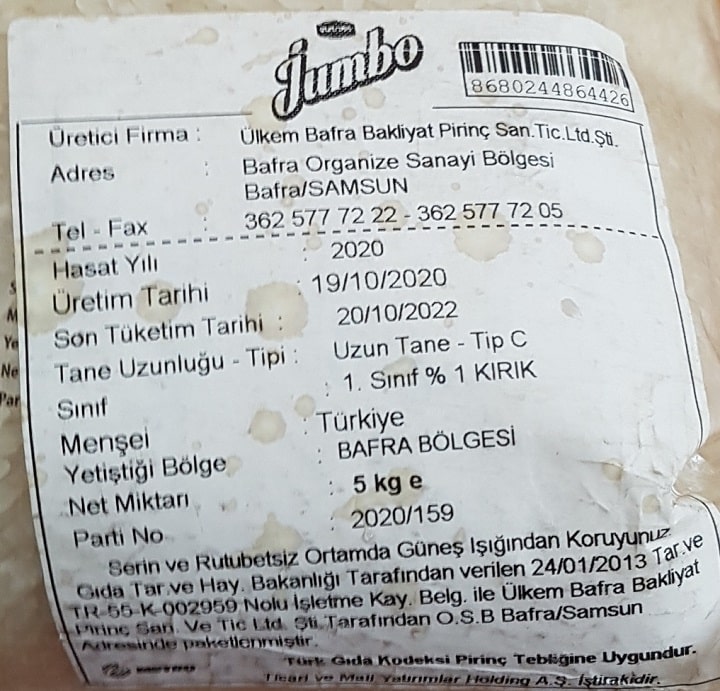 Jumbo
8680244864426
Üretici Firma : Ülkem Bafra Bakliyat Pirinç San.Tic.Ltd.Şti.
Adres : Bafra Organize Sanayi Bölgesi
Bafra/SAMSUN
Tel - Fax : 362 577 72 22 - 362 577 72 05
Hasat Yılı : 2020
Üretim Tarihi : 19/10/2020
Son Tüketim Tarihi : 20/10/2022
Tane Uzunluğu - Tipi : Uzun Tane - Tip C
Sınıf : 1. Sınıf % 1 KIRIK
Menşei : Türkiye
Yetiştiği Bölge : BAFRA BÖLGESİ
Net Miktarı : 5 kg e
Parti No : 2020/159
Serin ve Rutubetsiz Ortamda Güneş Işığından Koruyunuz
Gıda Tar.ve Hay. Bakanlığı Tarafından verilen 24/01/2013 Tar.ve
TR-55-K-002959 Nolu İşletme Kay. Belg. ile Ülkem Bafra Bakliyat
Pirinç San. Ve Tic Ltd. Şti.Tarafından O.S.B Bafra/Samsun
Adresinde paketlenmiştir.
Türk Gıda Kodeksi Pirinç Tebliğine Uygundur.
Ticari ve Mali Yatırımlar Holding A.Ş. İştirakidir.